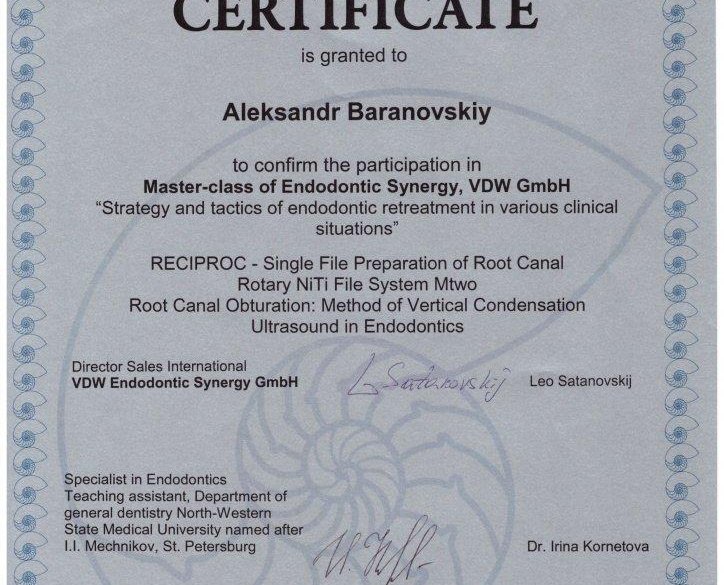 CERTIFICATE
is granted to
Aleksandr Baranovskiy
to confirm the participation in
Master-class of Endodontic Synergy, VDW GmbH
“Strategy and tactics of endodontic retreatment in various clinical
situations”
RECIPROC - Single File Preparation of Root Canal
Rotary NiTi File System Mtwo
Root Canal Obturation: Method of Vertical Condensation
Ultrasound in Endodontics
Director Sales International
VDW Endodontic Synergy GmbH
L Satanovskij
Leo Satanovskij
Specialist in Endodontics
Teaching assistant, Department of
general dentistry North-Western
State Medical University named after
I.I. Mechnikov, St. Petersburg
Dr. Irina Kornetova